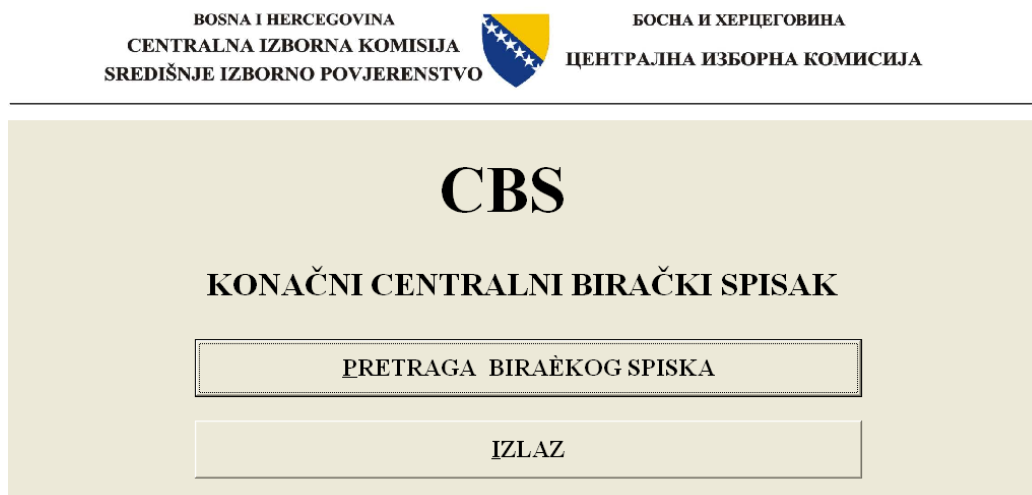 BOSNA I HERCEGOVINA
CENTRALNA IZBORNA KOMISIJA
SREDIŠNJE IZBORNO POVJERENSTVO
БОСНА И ХЕРЦЕГОВИНА
ЦЕНТРАЛНА ИЗБОРНА КОМИСИЈА
CBS
KONAČNI CENTRALNI BIRAČKI SPISAK
PRETRAGA BIRAÈKOG SPISKA
IZLAZ